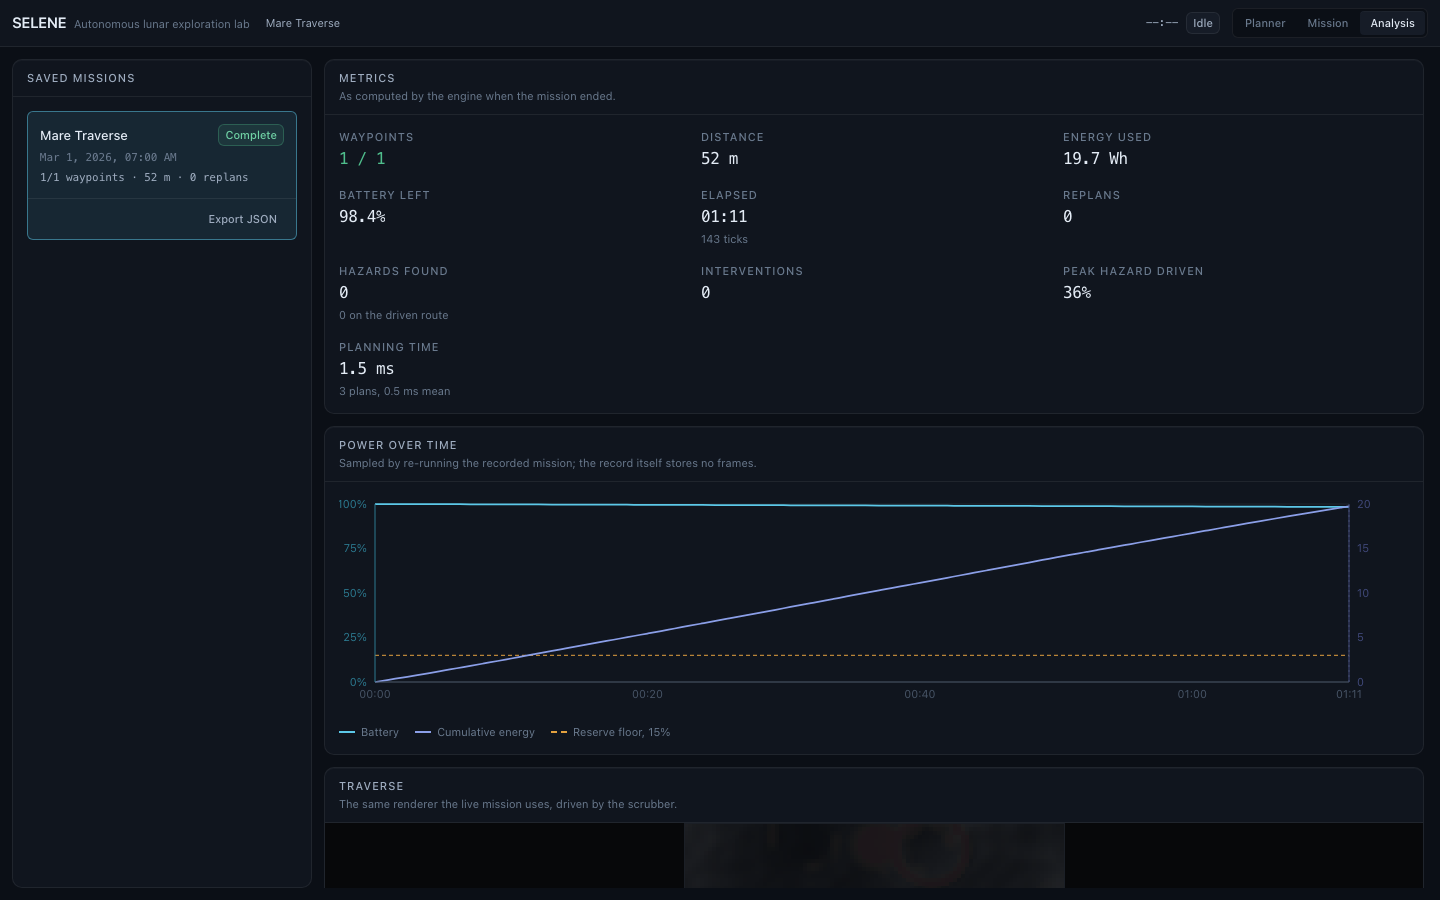 SELENE Autonomous lunar exploration lab Mare Traverse --:-- Idle Planner Mission Analysis
SAVED MISSIONS
Mare Traverse Complete
Mar 1, 2026, 07:00 AM
1/1 waypoints · 52 m · 0 replans
Export JSON
METRICS
As computed by the engine when the mission ended.
WAYPOINTS DISTANCE ENERGY USED
1 / 1 52 m 19.7 Wh
BATTERY LEFT ELAPSED REPLANS
98.4% 01:11 0
143 ticks
HAZARDS FOUND INTERVENTIONS PEAK HAZARD DRIVEN
0 0 36%
0 on the driven route
PLANNING TIME
1.5 ms
3 plans, 0.5 ms mean
POWER OVER TIME
Sampled by re-running the recorded mission; the record itself stores no frames.
100% 20
75% 15
50% 10
25% 5
0% 0
00:00 00:20 00:40 01:00 01:11
Battery Cumulative energy Reserve floor, 15%
TRAVERSE
The same renderer the live mission uses, driven by the scrubber.